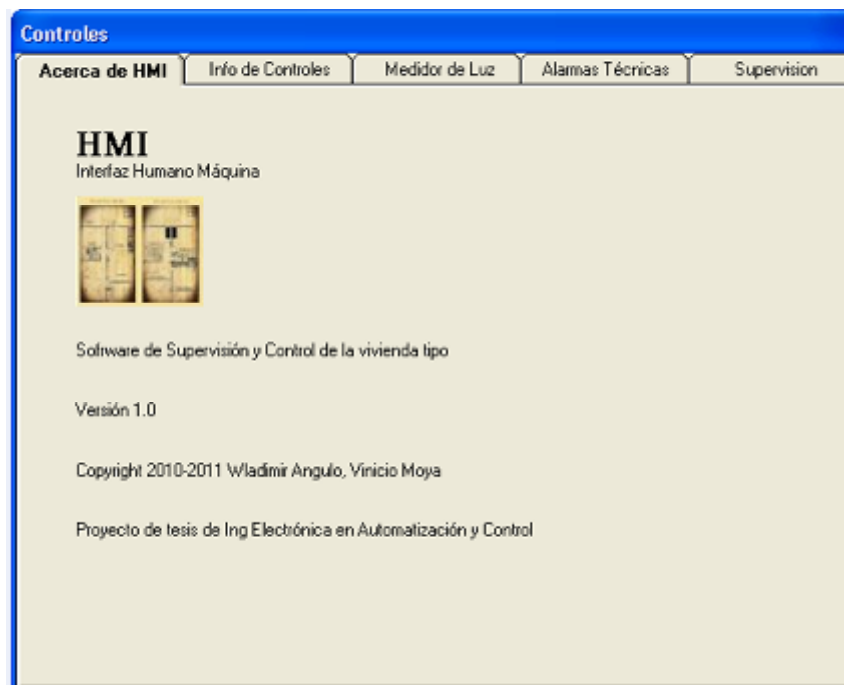 Controles
Acerca de HMI Info de Controles Medidor de Luz Alarmas Técnicas Supervision
HMI
Interfaz Humano Máquina
Software de Supervisión y Control de la vivienda tipo
Versión 1.0
Copyright 2010-2011 Wladimir Angulo, Vinicio Moya
Proyecto de tesis de Ing Electrónica en Automatización y Control